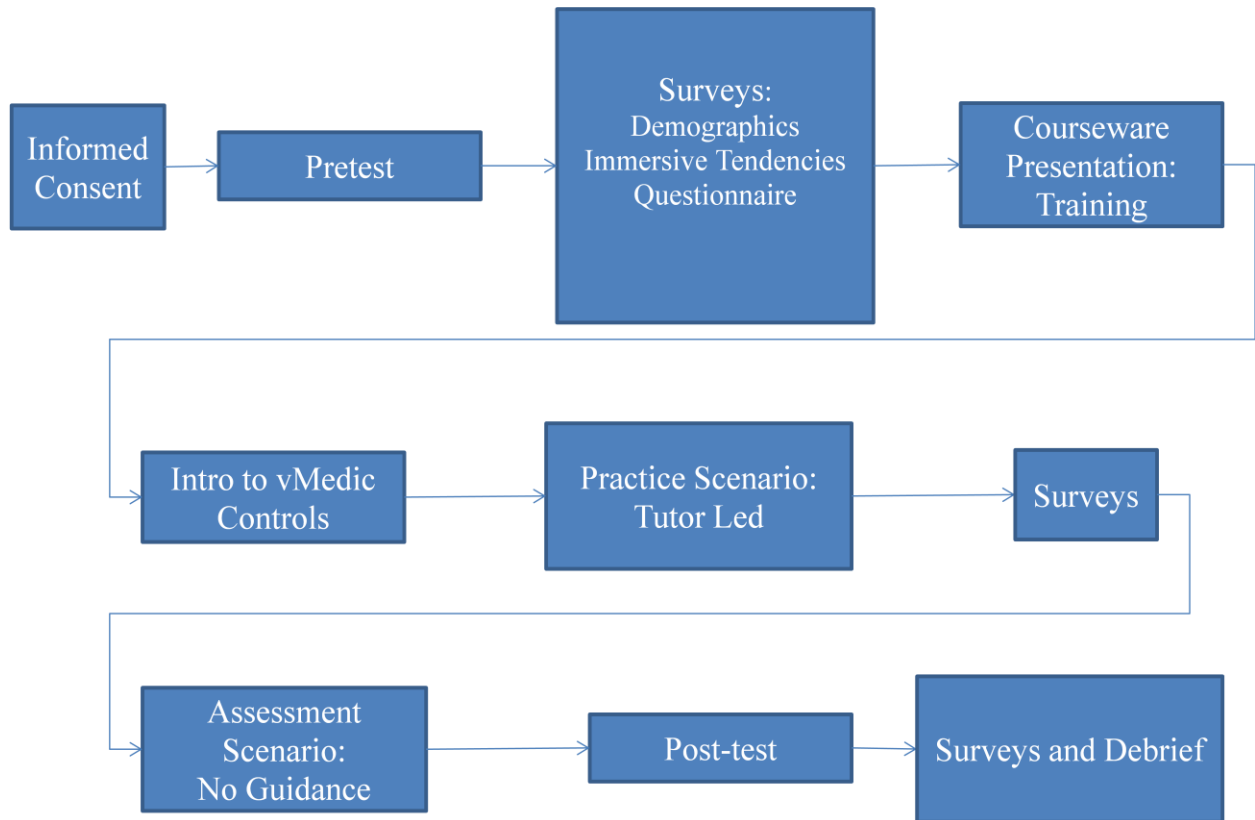 Informed
Consent
Pretest
Surveys:
Demographics
Immersive Tendencies
Questionnaire
Courseware
Presentation:
Training
Intro to vMedic
Controls
Practice Scenario:
Tutor Led
Surveys
Assessment
Scenario:
No Guidance
Post-test
Surveys and Debrief